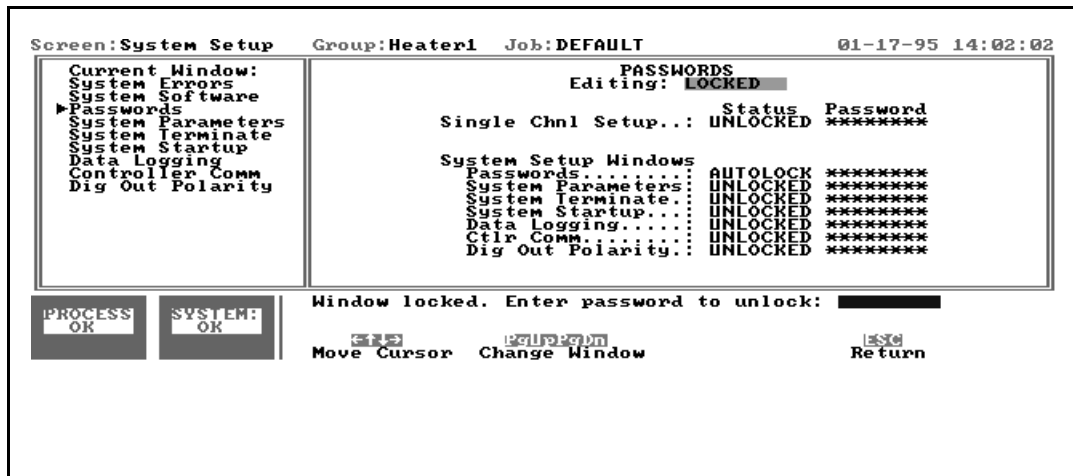 Screen:System Setup Group:Heater1 Job:DEFAULT 01-17-95 14:02:02
Current Window:
System Errors
System Software
►Passwords
System Parameters
System Terminate
System Startup
Data Logging
Controller Comm
Dig Out Polarity
PASSWORDS
Editing: LOCKED
Status Password
Single Chnl Setup..: UNLOCKED ********
System Setup Windows
Passwords........: AUTOLOCK ********
System Parameters: UNLOCKED ********
System Terminate.: UNLOCKED ********
System Startup...: UNLOCKED ********
Data Logging.....: UNLOCKED ********
Ctlr Comm........: UNLOCKED ********
Dig Out Polarity.: UNLOCKED ********
PROCESS
OK
SYSTEM:
OK
Window locked. Enter password to unlock:
←↑↓→ PgUpPgDn ESC
Move Cursor Change Window Return